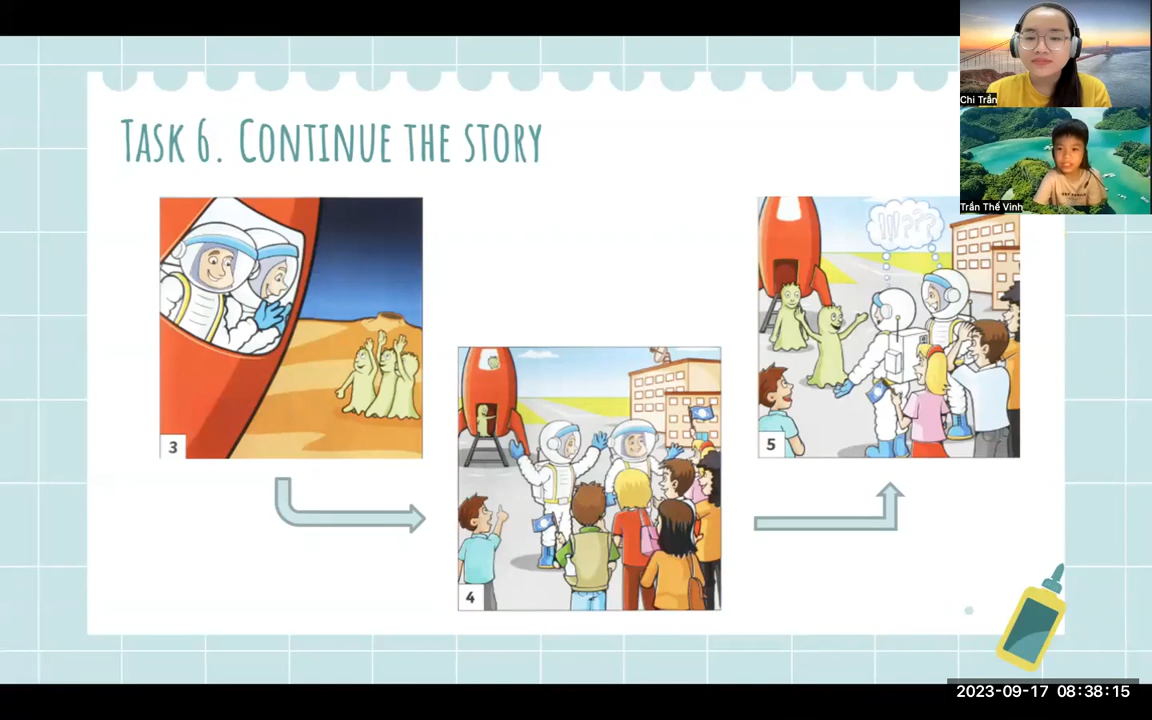 TASK 6. CONTINUE THE STORY
Chi Trần
Trần Thế Vinh
!!!???
3
5
4
2023-09-17 08:38:15